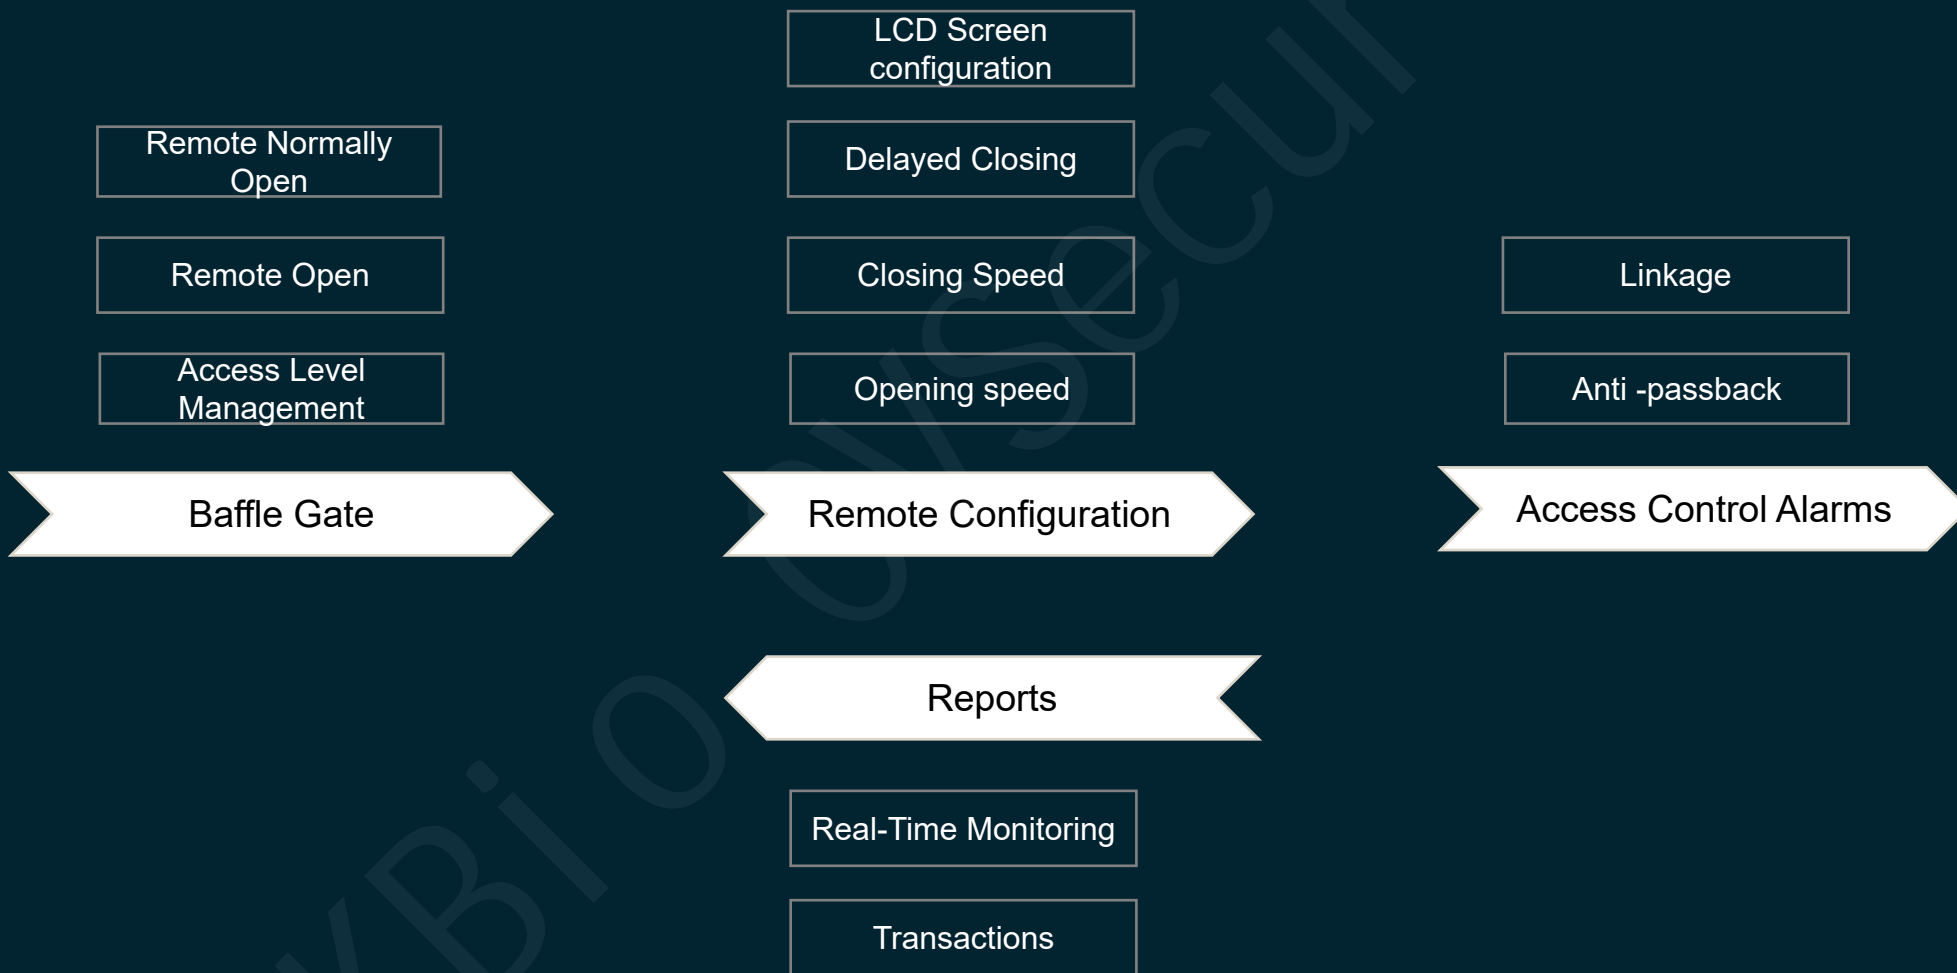 LCD Screen
configuration
Remote Normally
Open
Delayed Closing
Remote Open
Closing Speed
Linkage
Access Level
Management
Opening speed
Anti -passback
Baffle Gate
Remote Configuration
Access Control Alarms
Reports
Real-Time Monitoring
Transactions